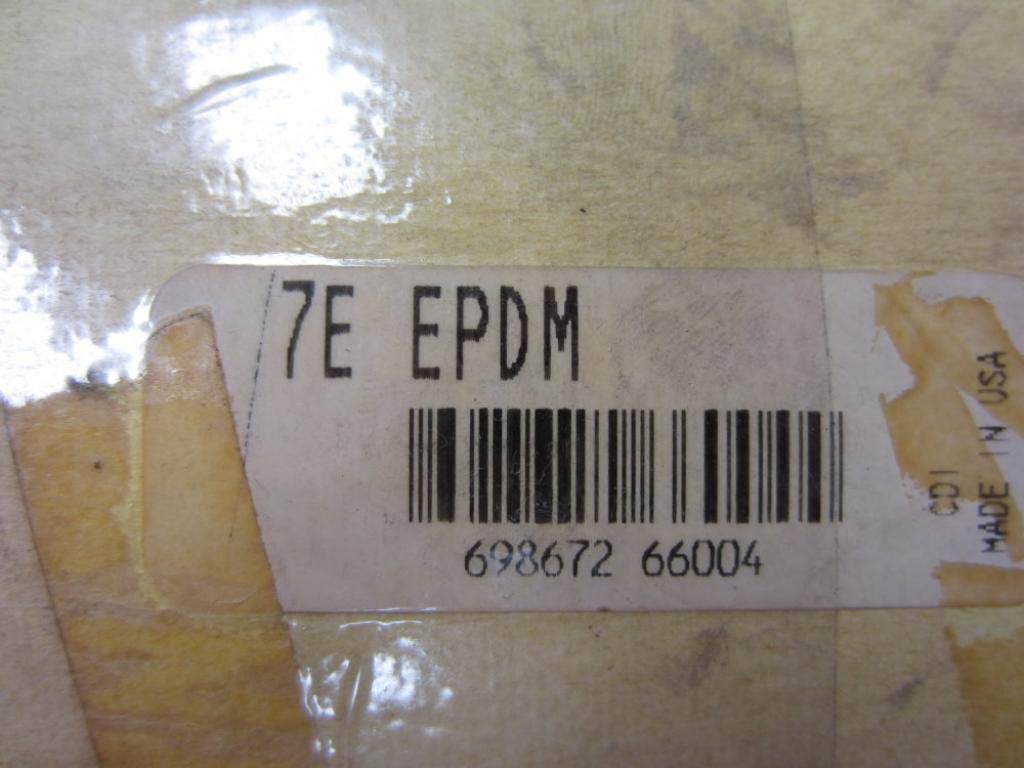 7E EPDM
698672 66004
CDI
MADE IN USA